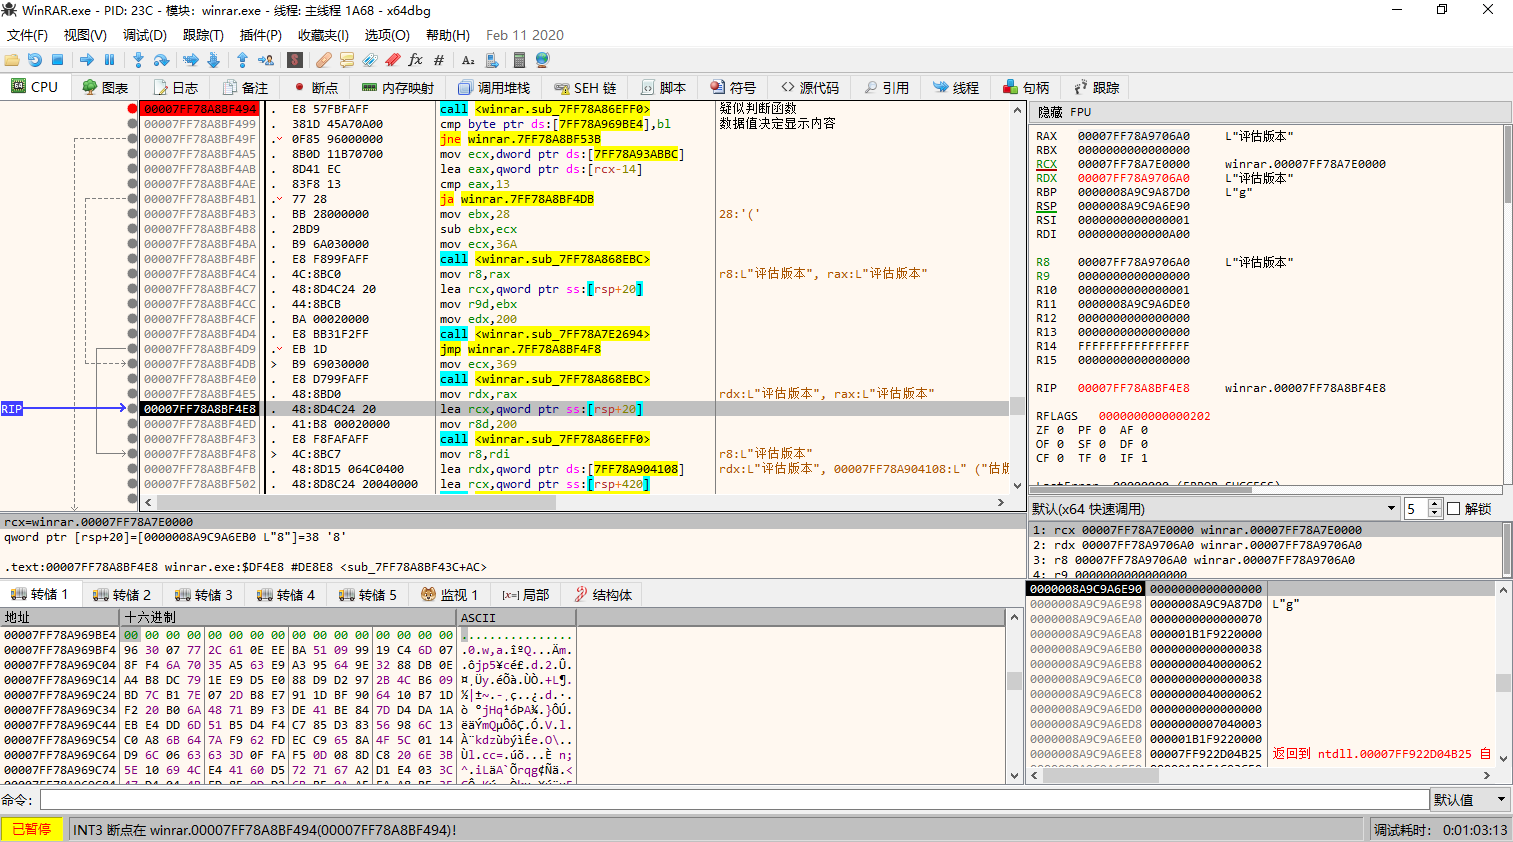 WinRAR.exe - PID: 23C - 模块: winrar.exe - 线程: 主线程 1A68 - x64dbg
文件(F) 视图(V) 调试(D) 跟踪(T) 插件(P) 收藏夹(I) 选项(O) 帮助(H) Feb 11 2020
CPU 图表 日志 备注 断点 内存映射 调用堆栈 SEH 链 脚本 符号 源代码 引用 线程 句柄 跟踪
00007FF78A8BF494 . E8 57FBFAFF call <winrar.sub_7FF78A86EFF0> 疑似判断函数
00007FF78A8BF499 . 381D 45A70A00 cmp byte ptr ds:[7FF78A969BE4],bl 数据值决定显示内容
00007FF78A8BF49F . 0F85 96000000 jne winrar.7FF78A8BF53B
00007FF78A8BF4A5 . 8B0D 11B70700 mov ecx,dword ptr ds:[7FF78A93ABBC]
00007FF78A8BF4AB . 8D41 EC lea eax,qword ptr ds:[rcx-14]
00007FF78A8BF4AE . 83F8 13 cmp eax,13
00007FF78A8BF4B1 . 77 28 ja winrar.7FF78A8BF4DB
00007FF78A8BF4B3 . BB 28000000 mov ebx,28 28:'('
00007FF78A8BF4B8 . 2BD9 sub ebx,ecx
00007FF78A8BF4BA . B9 6A030000 mov ecx,36A
00007FF78A8BF4BF . E8 F899FAFF call <winrar.sub_7FF78A868EBC>
00007FF78A8BF4C4 . 4C:8BC0 mov r8,rax r8:L"评估版本", rax:L"评估版本"
00007FF78A8BF4C7 . 48:8D4C24 20 lea rcx,qword ptr ss:[rsp+20]
00007FF78A8BF4CC . 44:8BCB mov r9d,ebx
00007FF78A8BF4CF . BA 00020000 mov edx,200
00007FF78A8BF4D4 . E8 BB31F2FF call <winrar.sub_7FF78A7E2694>
00007FF78A8BF4D9 . EB 1D jmp winrar.7FF78A8BF4F8
00007FF78A8BF4DB > B9 69030000 mov ecx,369
00007FF78A8BF4E0 . E8 D799FAFF call <winrar.sub_7FF78A868EBC>
00007FF78A8BF4E5 . 48:8BD0 mov rdx,rax rdx:L"评估版本", rax:L"评估版本"
RIP 00007FF78A8BF4E8 . 48:8D4C24 20 lea rcx,qword ptr ss:[rsp+20]
00007FF78A8BF4ED . 41:B8 00020000 mov r8d,200
00007FF78A8BF4F3 . E8 F8FAFAFF call <winrar.sub_7FF78A86EFF0>
00007FF78A8BF4F8 > 4C:8BC7 mov r8,rdi r8:L"评估版本"
00007FF78A8BF4FB . 48:8D15 064C0400 lea rdx,qword ptr ds:[7FF78A904108] rdx:L"评估版本", 00007FF78A904108:L" ("估版
00007FF78A8BF502 . 48:8D8C24 20040000 lea rcx,qword ptr ss:[rsp+420]
隐藏 FPU
RAX 00007FF78A9706A0 L"评估版本"
RBX 0000000000000000
RCX 00007FF78A7E0000 winrar.00007FF78A7E0000
RDX 00007FF78A9706A0 L"评估版本"
RBP 0000008A9C9A87D0 L"g"
RSP 0000008A9C9A6E90
RSI 0000000000000001
RDI 0000000000000A00
R8 00007FF78A9706A0 L"评估版本"
R9 0000000000000000
R10 0000000000000001
R11 0000008A9C9A6DE0
R12 0000000000000000
R13 0000000000000000
R14 FFFFFFFFFFFFFFFF
R15 0000000000000000
RIP 00007FF78A8BF4E8 winrar.00007FF78A8BF4E8
RFLAGS 0000000000000202
ZF 0 PF 0 AF 0
OF 0 SF 0 DF 0
CF 0 TF 0 IF 1
LastError 00000000 (ERROR_SUCCESS)
默认(x64 快速调用) 5 解锁
1: rcx 00007FF78A7E0000 winrar.00007FF78A7E0000
2: rdx 00007FF78A9706A0 winrar.00007FF78A9706A0
3: r8 00007FF78A9706A0 winrar.00007FF78A9706A0
4: r9 0000000000000000
rcx=winrar.00007FF78A7E0000
qword ptr [rsp+20]=[0000008A9C9A6EB0 L"8"]=38 '8'
.text:00007FF78A8BF4E8 winrar.exe:$DF4E8 #DE8E8 <sub_7FF78A8BF43C+AC>
转储 1 转储 2 转储 3 转储 4 转储 5 监视 1 [x=] 局部 结构体
地址 十六进制 ASCII
00007FF78A969BE4 00 00 00 00 00 00 00 00 00 00 00 00 00 00 00 00 ................
00007FF78A969BF4 96 30 07 77 2C 61 0E EE BA 51 09 99 19 C4 6D 07 .0.w,a.îºQ...Äm.
00007FF78A969C04 8F F4 6A 70 35 A5 63 E9 A3 95 64 9E 32 88 DB 0E .ôjp5¥cé£.d.2.Û.
00007FF78A969C14 A4 B8 DC 79 1E E9 D5 E0 88 D9 D2 97 2B 4C B6 09 ¤¸Üy.éÕà.ÙÒ.+L¶.
00007FF78A969C24 BD 7C B1 7E 07 2D B8 E7 91 1D BF 90 64 10 B7 1D ½|±~.-¸ç..¿.d.·.
00007FF78A969C34 F2 20 B0 6A 48 71 B9 F3 DE 41 BE 84 7D D4 DA 1A ò °jHq¹óÞA¾.}ÔÚ.
00007FF78A969C44 EB E4 DD 6D 51 B5 D4 F4 C7 85 D3 83 56 98 6C 13 ëäÝmQµÔôÇ.Ó.V.l.
00007FF78A969C54 C0 A8 6B 64 7A F9 62 FD EC C9 65 8A 4F 5C 01 14 À¨kdzùbýìÉe.O\..
00007FF78A969C64 D9 6C 06 63 63 3D 0F FA F5 0D 08 8D C8 20 6E 3B Ùl.cc=.úõ...È n;
00007FF78A969C74 5E 10 69 4C E4 41 60 D5 72 71 67 A2 D1 E4 03 3C ^.iLäA`Õrqg¢Ñä.<
0000008A9C9A6E90 0000000000000000
0000008A9C9A6E98 0000008A9C9A87D0 L"g"
0000008A9C9A6EA0 0000000000000070
0000008A9C9A6EA8 000001B1F9220000
0000008A9C9A6EB0 0000000000000038
0000008A9C9A6EB8 0000000040000062
0000008A9C9A6EC0 0000000000000038
0000008A9C9A6EC8 0000000040000062
0000008A9C9A6ED0 0000000000000000
0000008A9C9A6ED8 0000000007040003
0000008A9C9A6EE0 000001B1F9220000
0000008A9C9A6EE8 00007FF922D04B25 返回到 ntdll.00007FF922D04B25 自
命令: 默认值
已暂停 INT3 断点在 winrar.00007FF78A8BF494(00007FF78A8BF494)! 调试耗时: 0:01:03:13